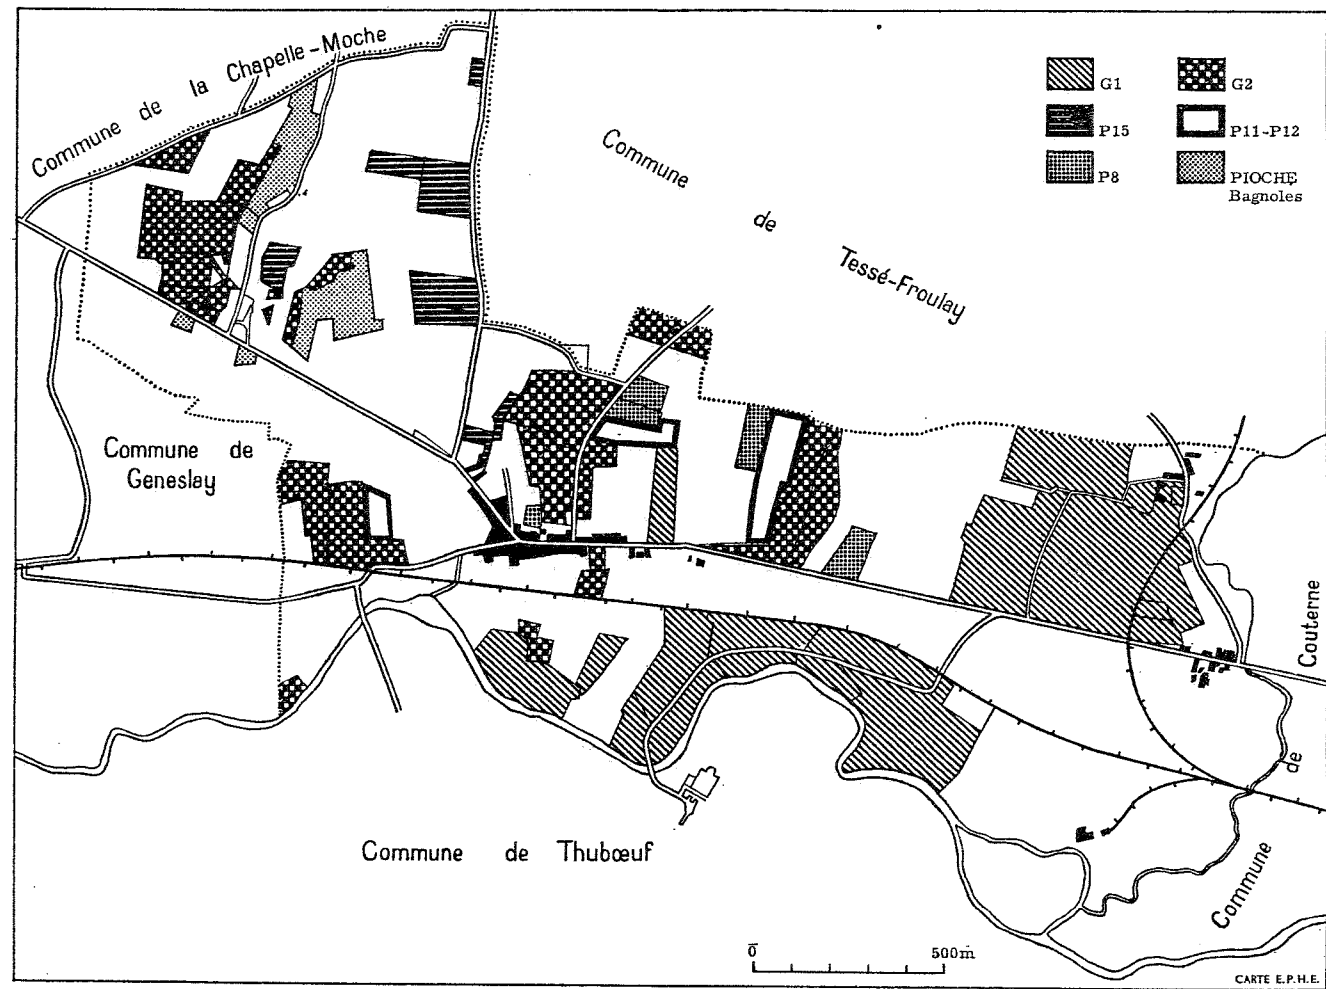 Commune de la Chapelle-Moche
G1
G2
P15
P11-P12
P8
PIOCHE
Bagnoles
Commune
de
Tessé-Froulay
Commune de
Geneslay
Commune de Thubœuf
Commune
de
Couterne
0 500m
CARTE E.P.H.E.